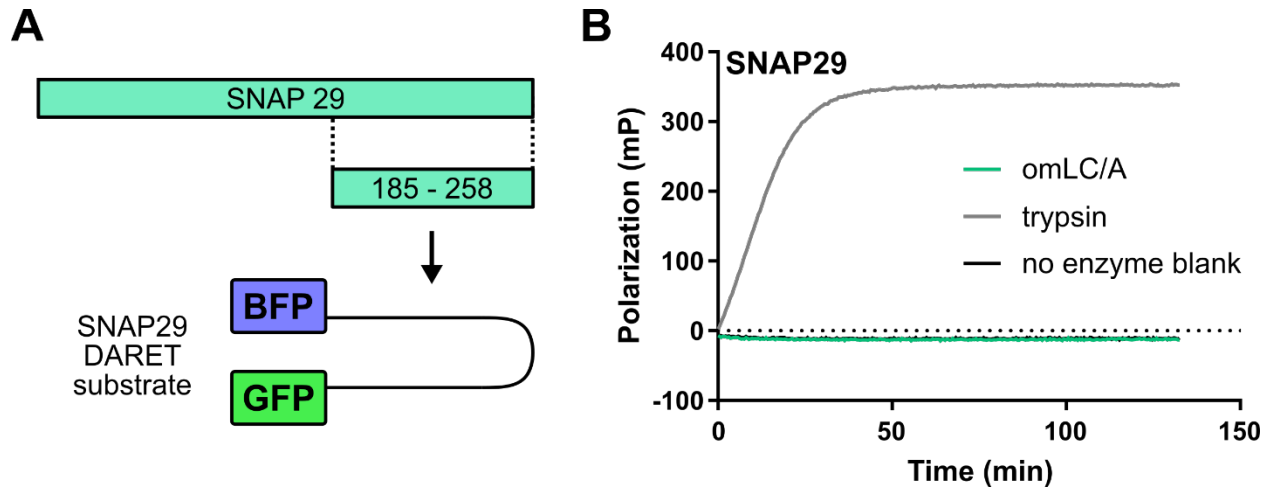 A
SNAP 29
185 - 258
BFP
SNAP29
DARET
substrate
GFP
B
SNAP29
400
300
200
100
0
-100
Polarization (mP)
omLC/A
trypsin
no enzyme blank
0
50
100
150
Time (min)